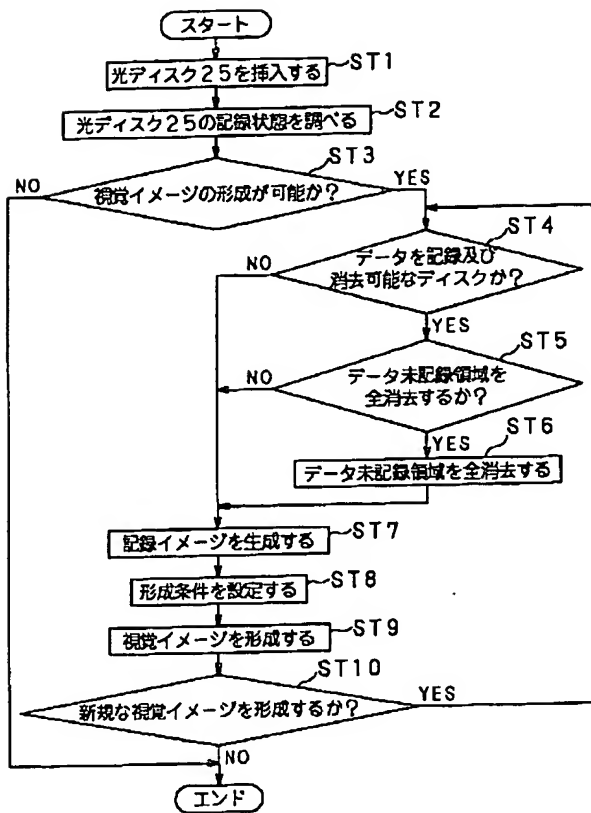 スタート
光ディスク25を挿入する
ST1
光ディスク25の記録状態を調べる
ST2
ST3
NO
視覚イメージの形成が可能か?
YES
ST4
データを記録及び
消去可能なディスクか?
NO
YES
ST5
データ未記録領域を
全消去するか?
NO
YES
ST6
データ未記録領域を全消去する
記録イメージを生成する
ST7
形成条件を設定する
ST8
視覚イメージを形成する
ST9
ST10
新規な視覚イメージを形成するか?
YES
NO
エンド